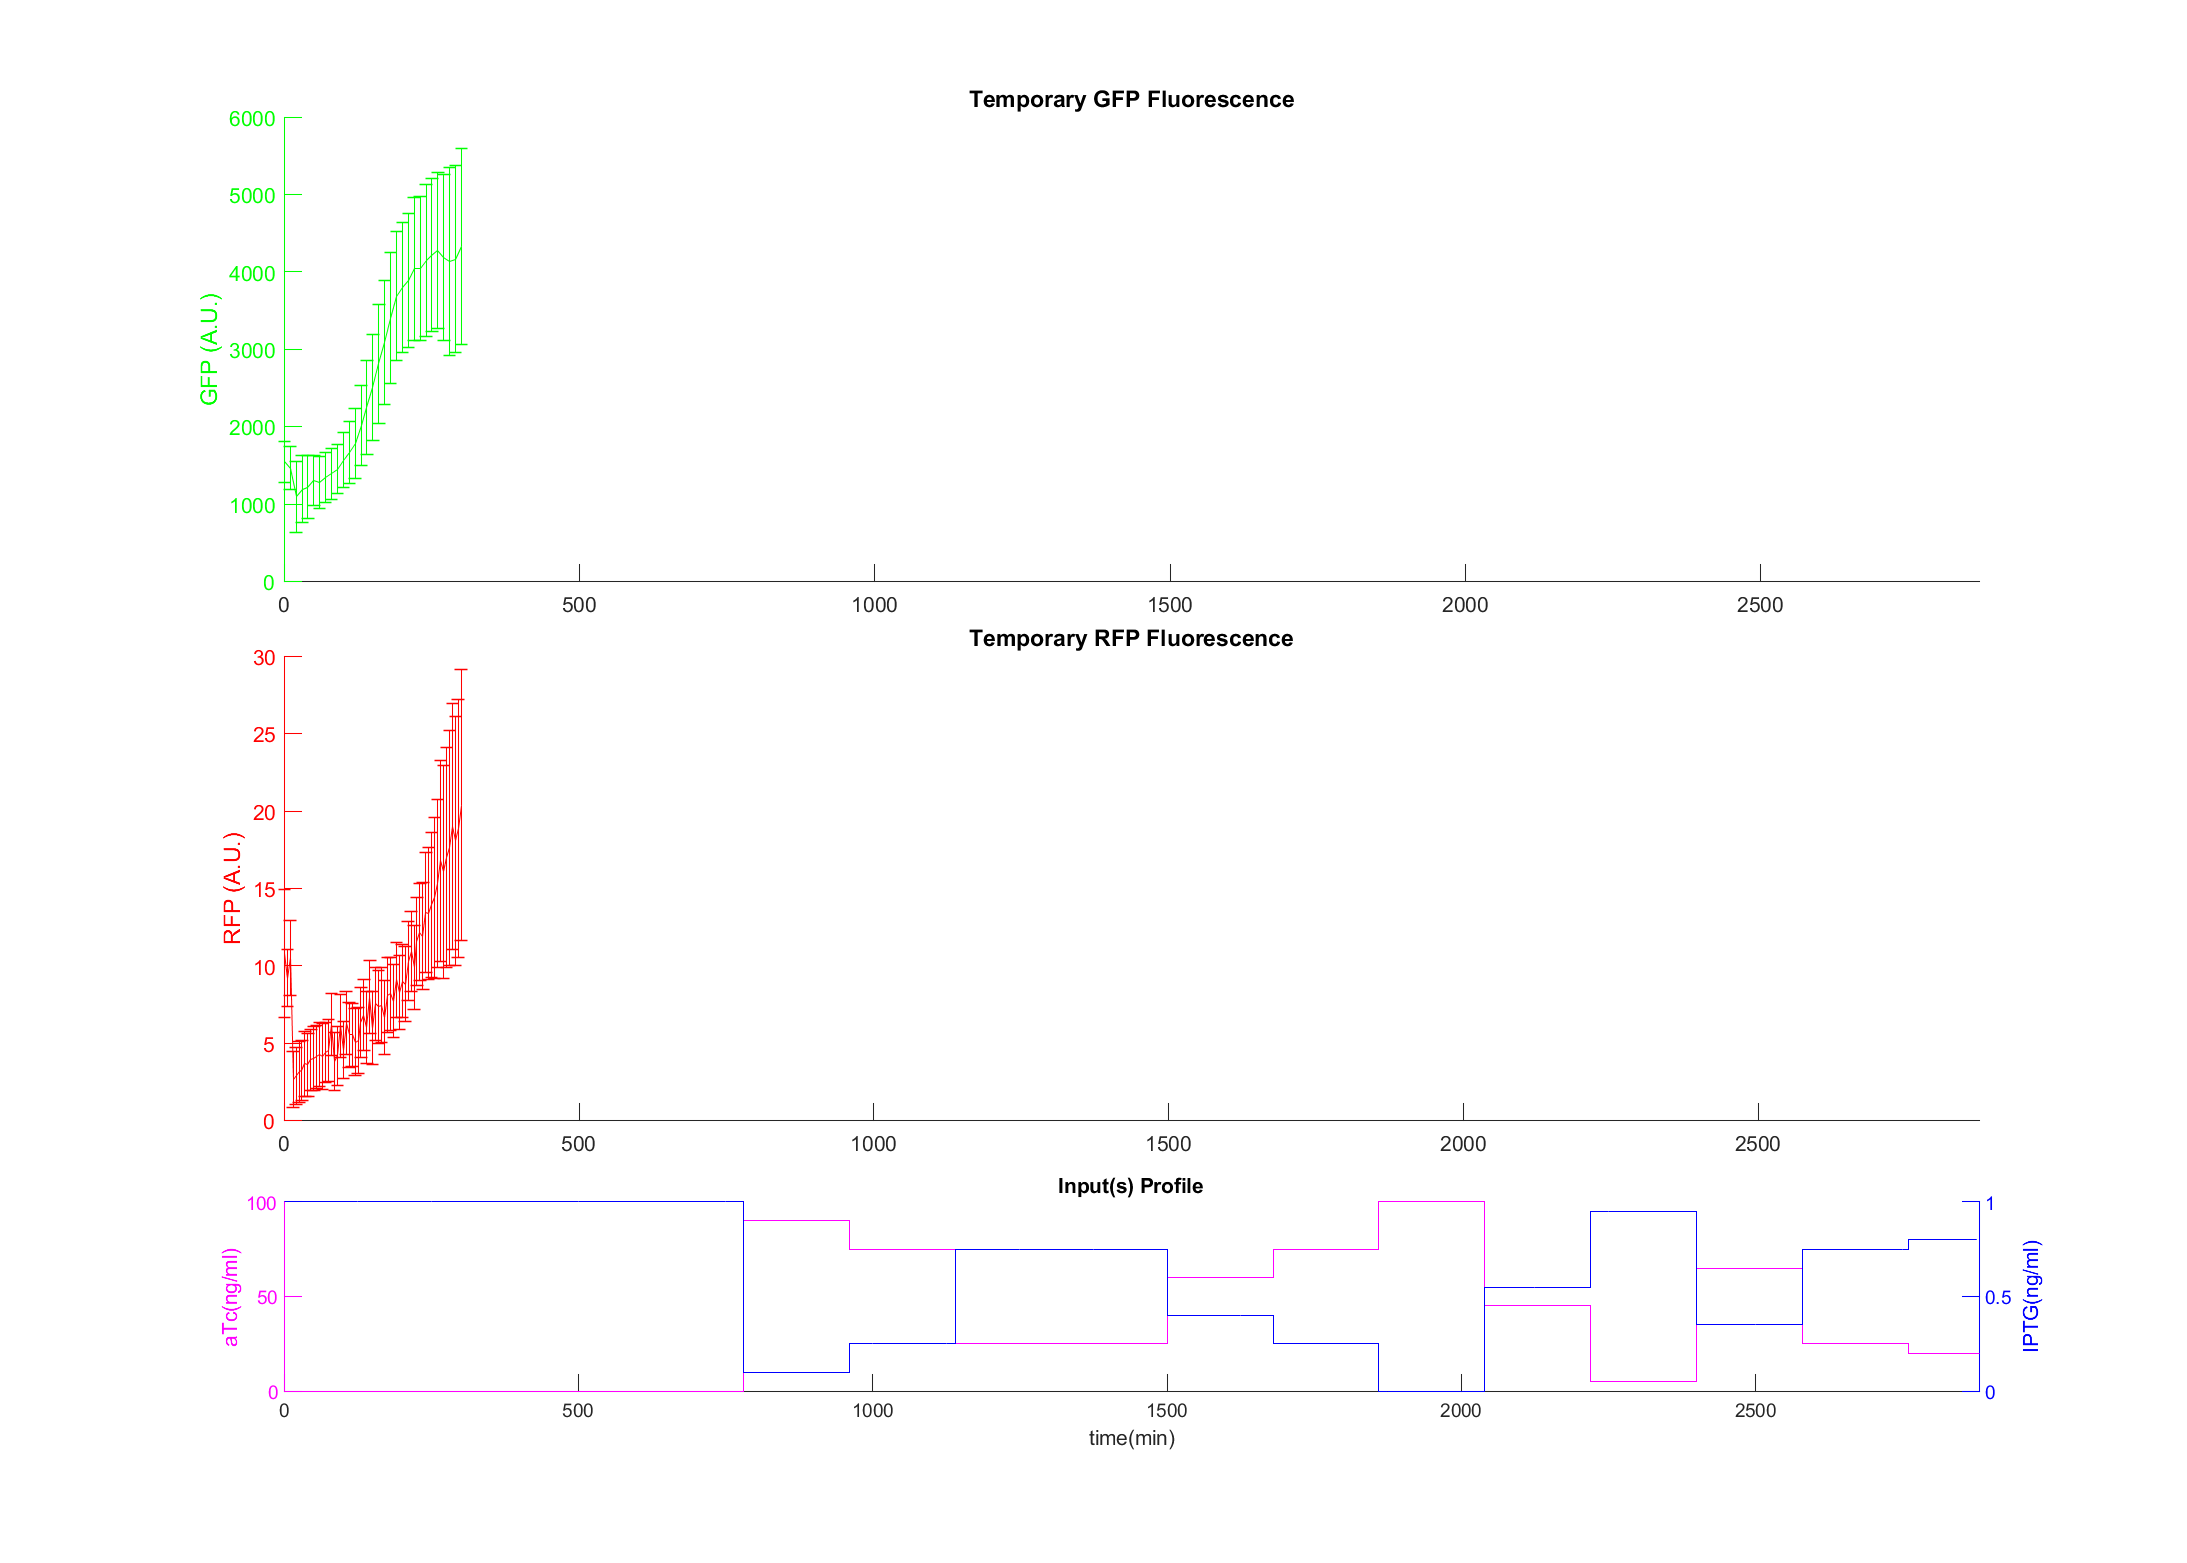 Temporary GFP Fluorescence
6000
5000
4000
3000
2000
1000
0
GFP (A.U.)
0 500 1000 1500 2000 2500
Temporary RFP Fluorescence
30
25
20
15
10
5
0
RFP (A.U.)
0 500 1000 1500 2000 2500
Input(s) Profile
100
50
0
aTc(ng/ml)
1
0.5
0
IPTG(ng/ml)
0 500 1000 1500 2000 2500
time(min)